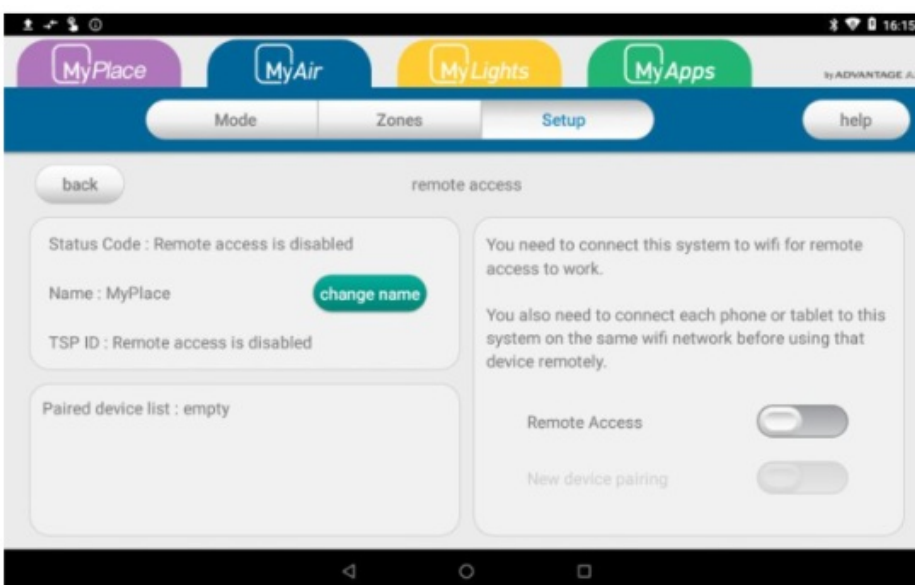 16:15
MyPlace
MyAir
MyLights
MyApps
by ADVANTAGE
Mode
Zones
Setup
help
back
remote access
Status Code : Remote access is disabled
Name : MyPlace
change name
TSP ID : Remote access is disabled
Paired device list : empty
You need to connect this system to wifi for remote
access to work.
You also need to connect each phone or tablet to this
system on the same wifi network before using that
device remotely.
Remote Access
New device pairing